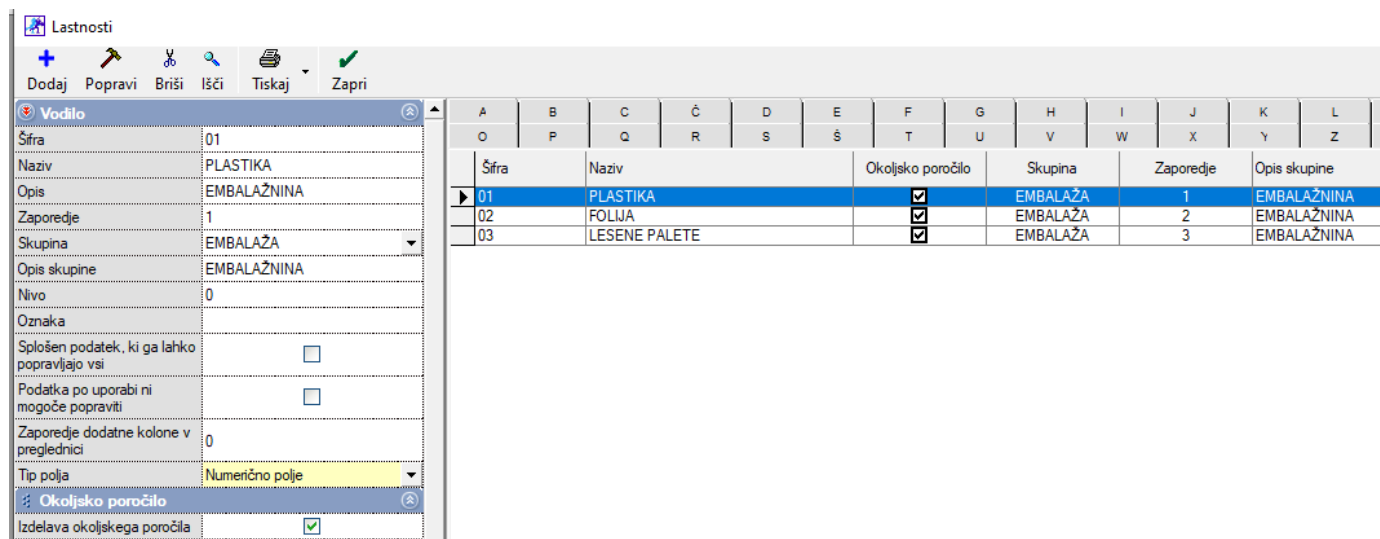 Lastnosti
Dodaj Popravi Briši Išči Tiskaj Zapri
Vodilo
Šifra 01
Naziv PLASTIKA
Opis EMBALAŽNINA
Zaporedje 1
Skupina EMBALAŽA
Opis skupine EMBALAŽNINA
Nivo 0
Oznaka
Splošen podatek, ki ga lahko
popravljajo vsi
Podatka po uporabi ni
mogoče popraviti
Zaporedje dodatne kolone v
preglednici 0
Tip polja Numerično polje
Okoljsko poročilo
Izdelava okoljskega poročila
A B C Č D E F G H I J K L
O P Q R S Š T U V W X Y Z
Šifra Naziv Okoljsko poročilo Skupina Zaporedje Opis skupine
01 PLASTIKA EMBALAŽA 1 EMBALAŽNINA
02 FOLIJA EMBALAŽA 2 EMBALAŽNINA
03 LESENE PALETE EMBALAŽA 3 EMBALAŽNINA